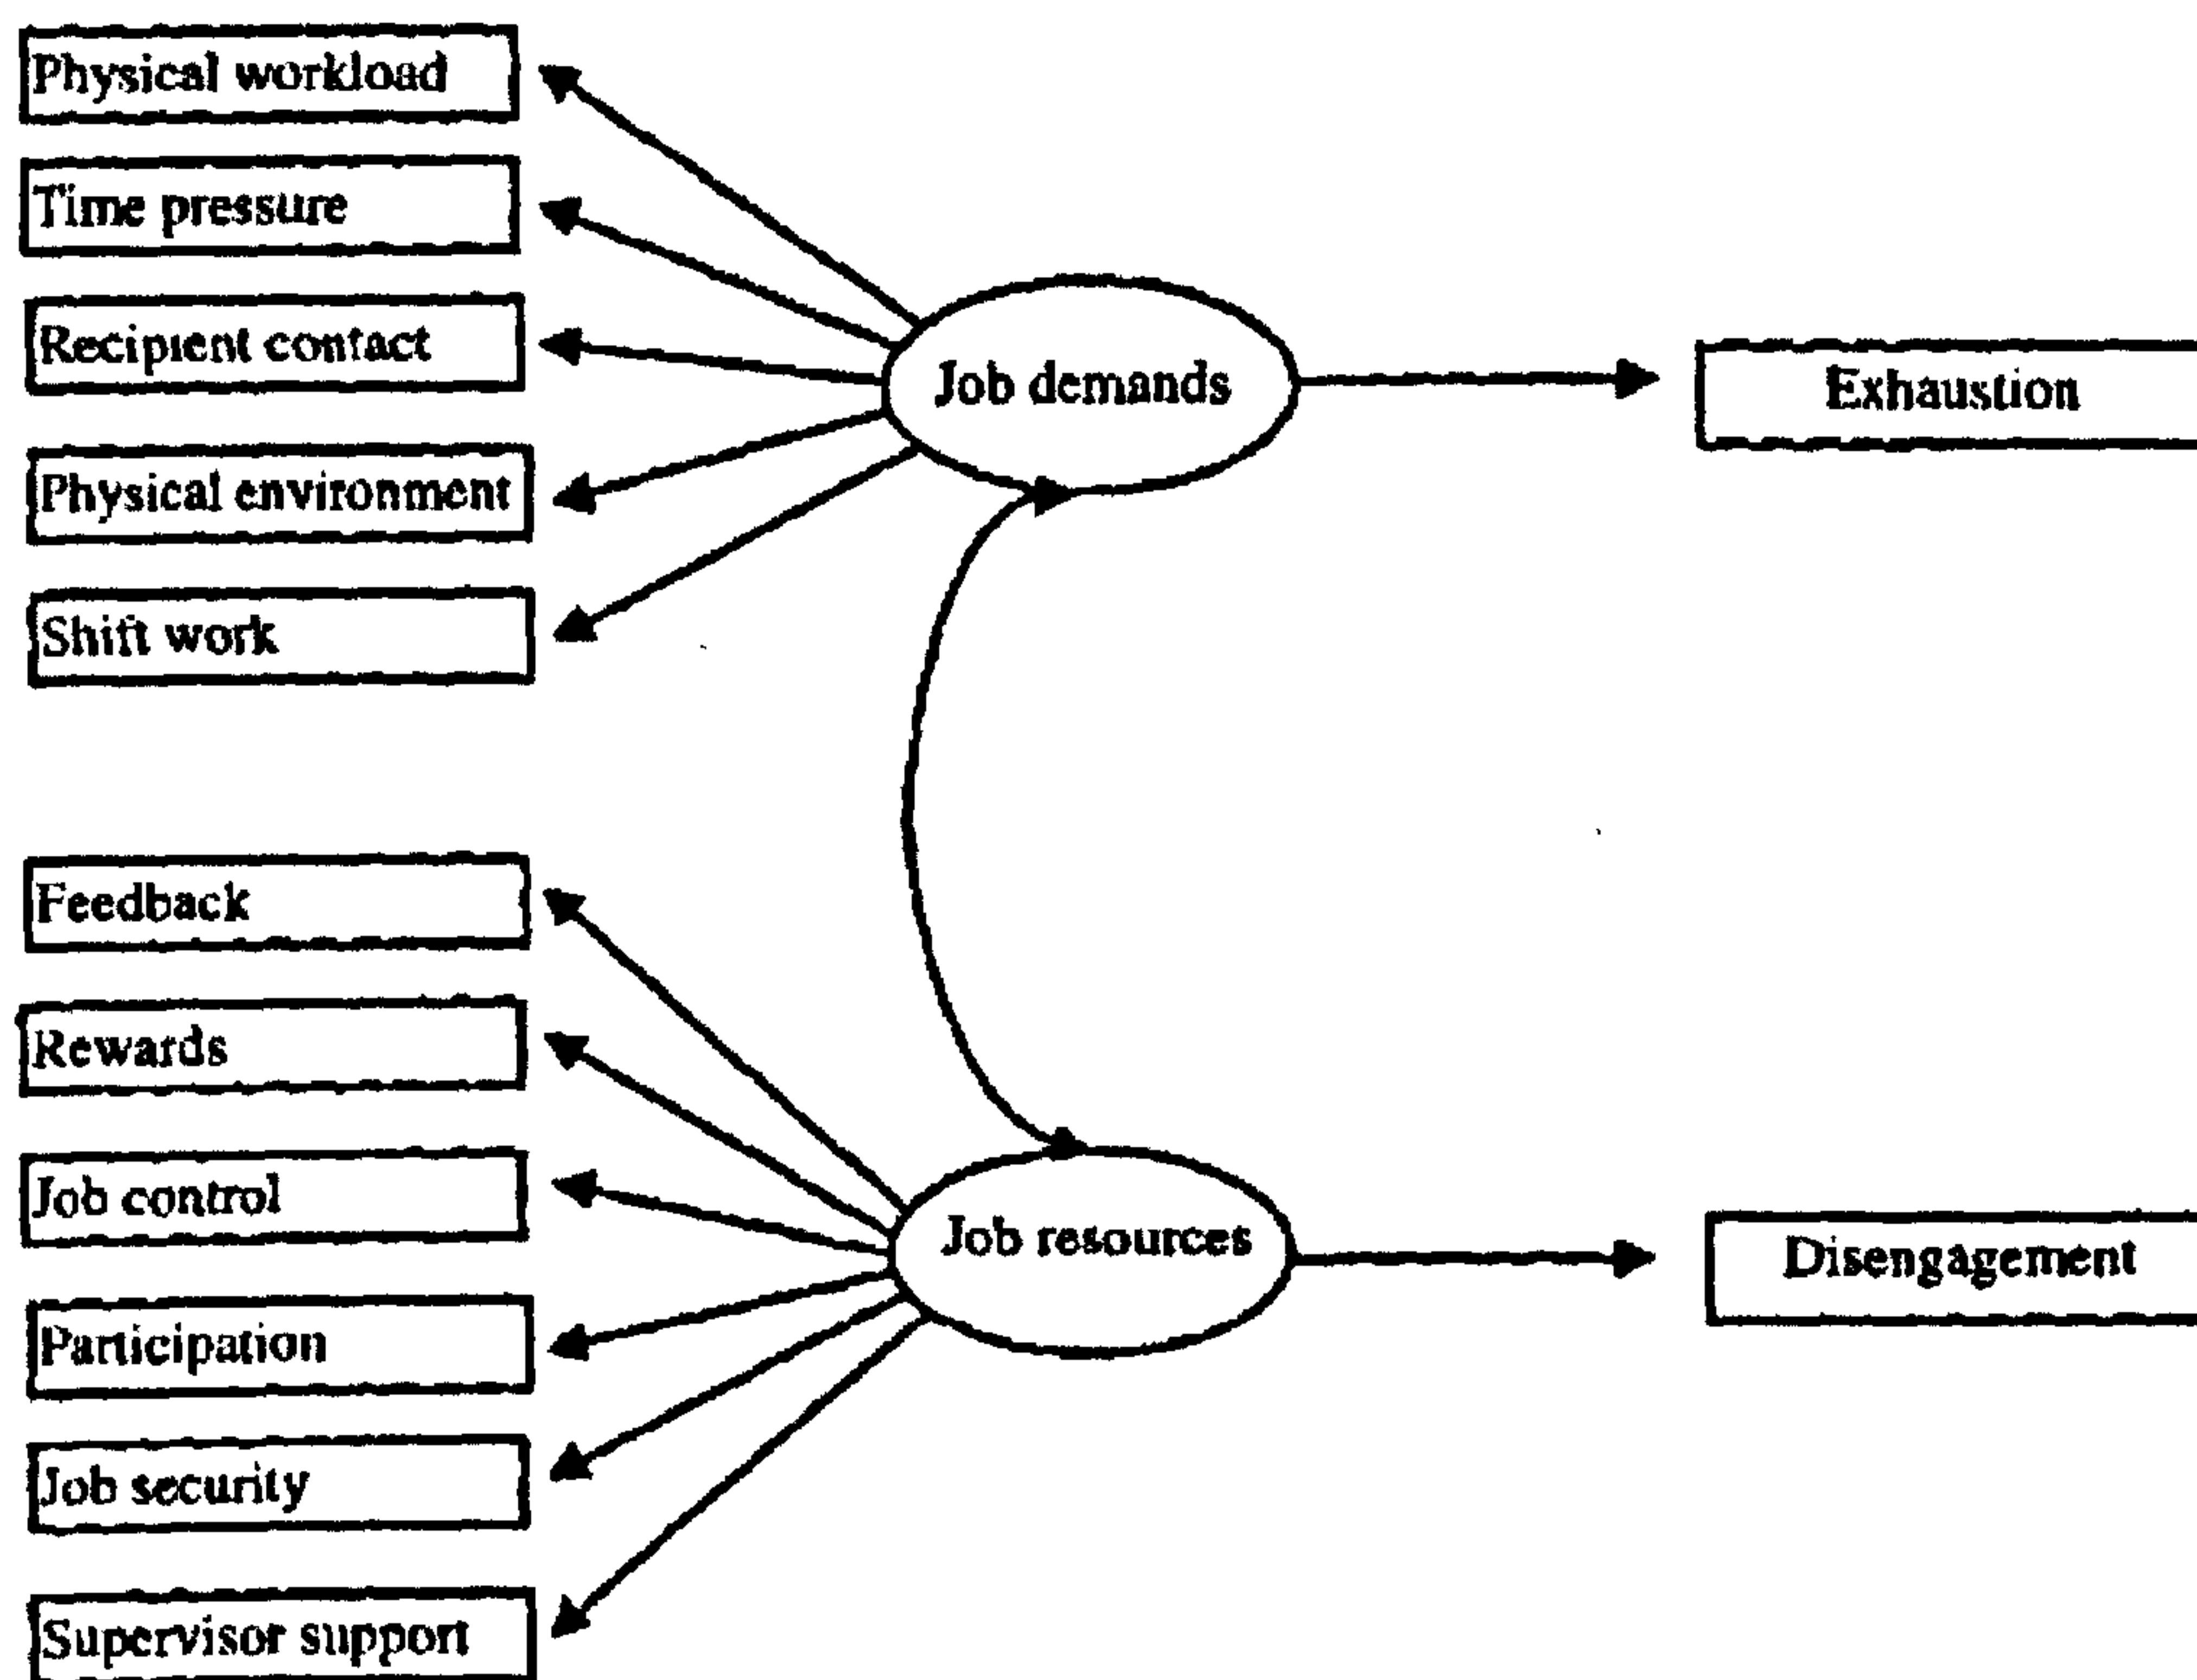 Physical workload
Time pressure
Recipient contact
Physical environment
Shift work
Job demands
Exhaustion
Feedback
Rewards
Job control
Participation
Job security
Supervisor support
Job resources
Disengagement